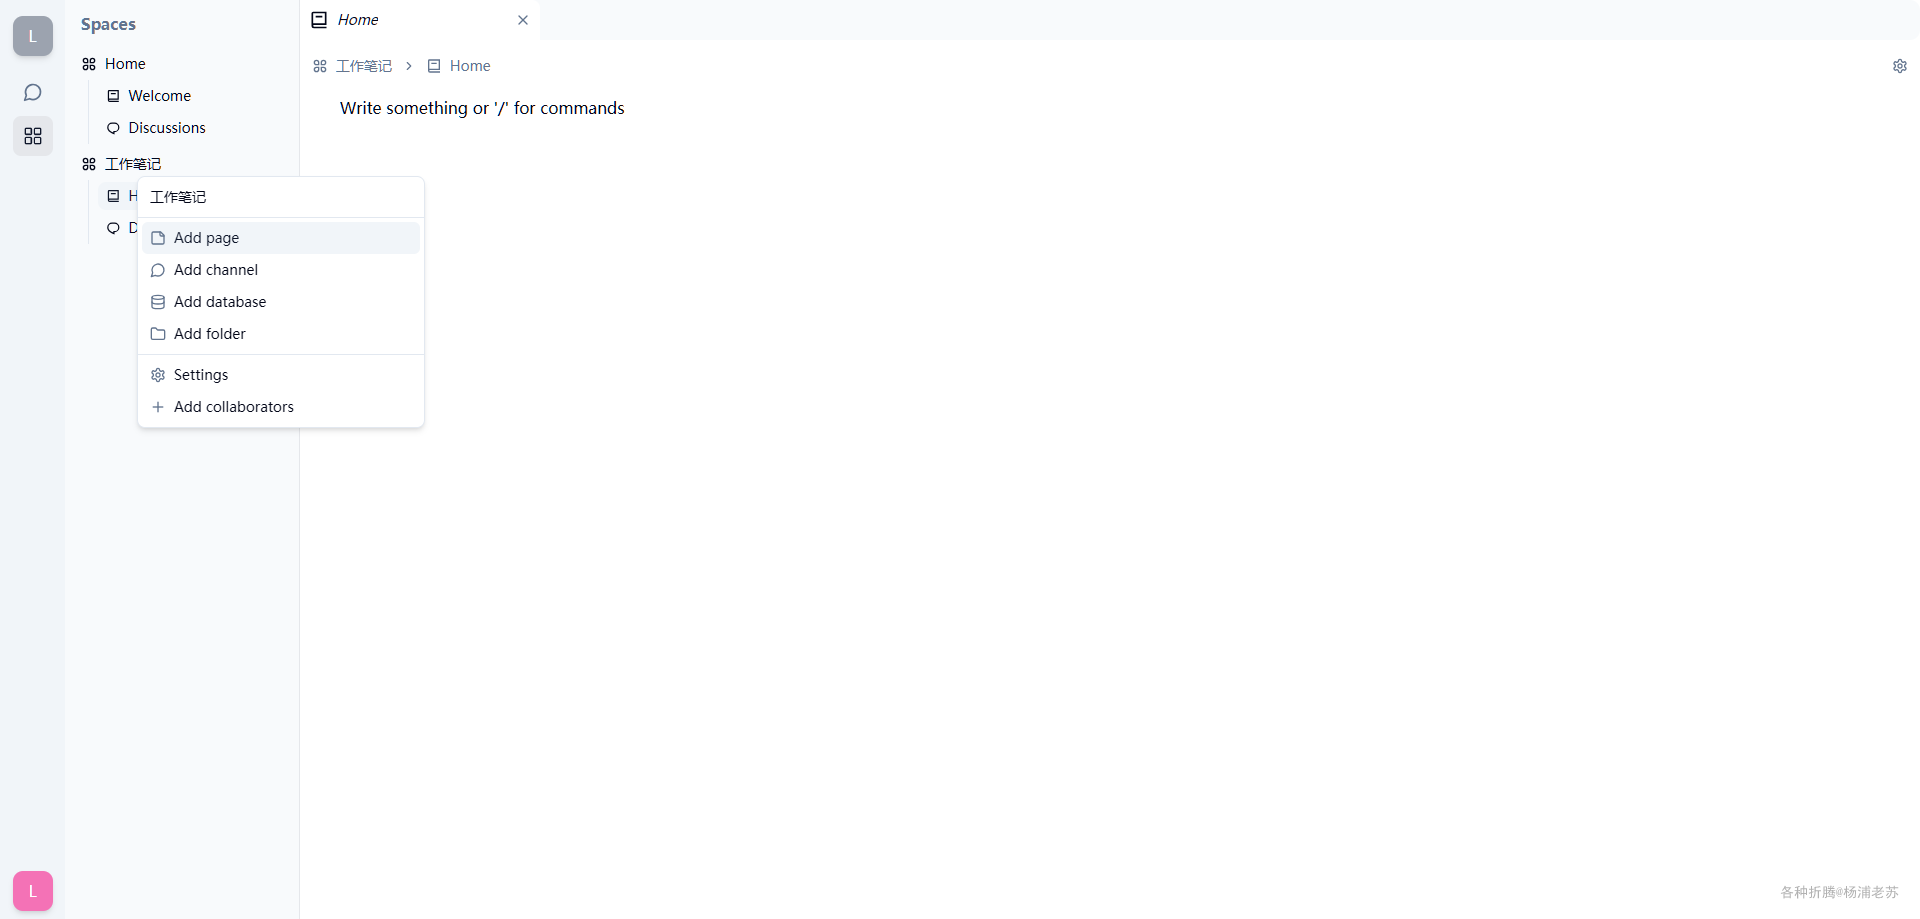 L
Spaces
Home
Welcome
Discussions
工作笔记
H
D
工作笔记
Add page
Add channel
Add database
Add folder
Settings
Add collaborators
Home
工作笔记 > Home
Write something or '/' for commands
L
各种折腾@杨浦老苏